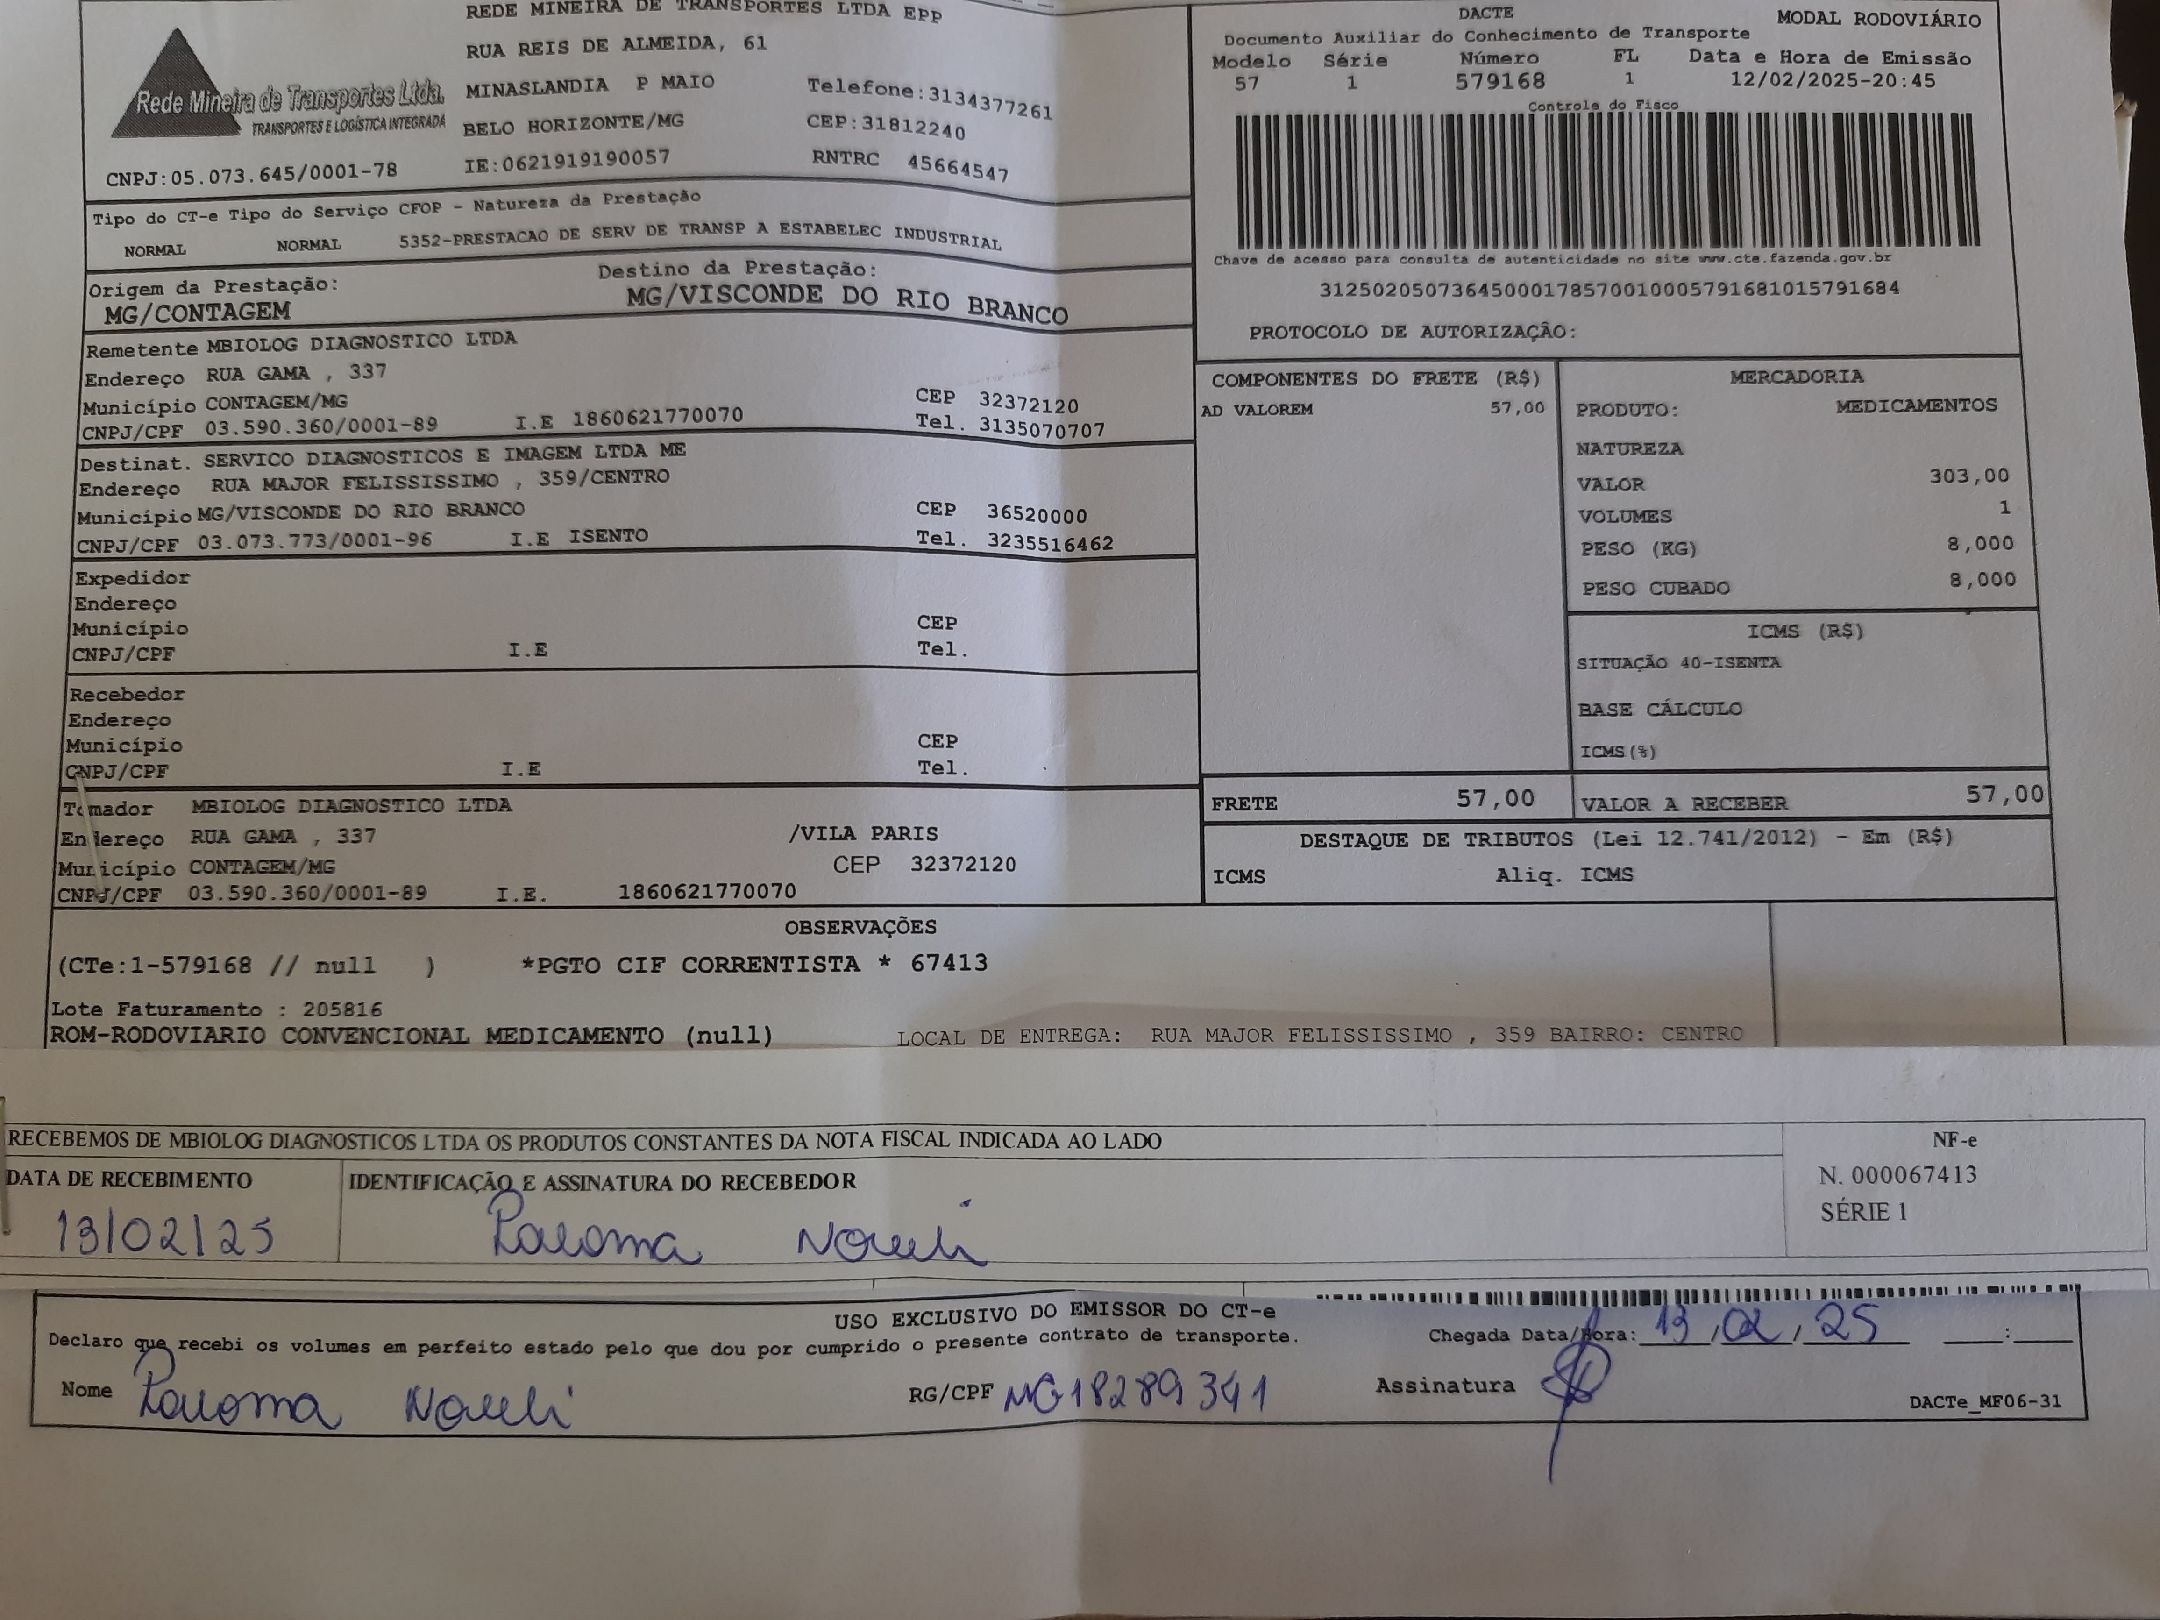 REDE MINEIRA DE TRANSPORTES LTDA EPP
RUA REIS DE ALMEIDA, 61
MINASLANDIA P MAIO Telefone:3134377261
BELO HORIZONTE/MG CEP:31812240
IE:0621919190057 RNTRC 45664547
Rede Mineira de Transportes Ltda.
TRANSPORTES E LOGÍSTICA INTEGRADA
CNPJ:05.073.645/0001-78
DACTE MODAL RODOVIÁRIO
Documento Auxiliar do Conhecimento de Transporte
Modelo Série Número FL Data e Hora de Emissão
57 1 579168 1 12/02/2025-20:45
Controle do Fisco
Chave de acesso para consulta de autenticidade no site www.cte.fazenda.gov.br
31250205073645000178570010005791681015791684
PROTOCOLO DE AUTORIZAÇÃO:
Tipo do CT-e Tipo do Serviço CFOP - Natureza da Prestação
NORMAL NORMAL 5352-PRESTACAO DE SERV DE TRANSP A ESTABELEC INDUSTRIAL
Origem da Prestação: Destino da Prestação:
MG/CONTAGEM MG/VISCONDE DO RIO BRANCO
Remetente MBIOLOG DIAGNOSTICO LTDA
Endereço RUA GAMA , 337
Município CONTAGEM/MG CEP 32372120
CNPJ/CPF 03.590.360/0001-89 I.E 1860621770070 Tel. 3135070707
Destinat. SERVICO DIAGNOSTICOS E IMAGEM LTDA ME
Endereço RUA MAJOR FELISSISSIMO , 359/CENTRO
Município MG/VISCONDE DO RIO BRANCO CEP 36520000
CNPJ/CPF 03.073.773/0001-96 I.E ISENTO Tel. 3235516462
Expedidor
Endereço
Município CEP
CNPJ/CPF I.E Tel.
Recebedor
Endereço
Município CEP
CNPJ/CPF I.E Tel.
Tomador MBIOLOG DIAGNOSTICO LTDA
Endereço RUA GAMA , 337 /VILA PARIS
Município CONTAGEM/MG CEP 32372120
CNPJ/CPF 03.590.360/0001-89 I.E. 1860621770070
COMPONENTES DO FRETE (R$)
AD VALOREM 57,00
MERCADORIA
PRODUTO: MEDICAMENTOS
NATUREZA
VALOR 303,00
VOLUMES 1
PESO (KG) 8,000
PESO CUBADO 8,000
ICMS (R$)
SITUAÇÃO 40-ISENTA
BASE CÁLCULO
ICMS(%)
FRETE 57,00 VALOR A RECEBER 57,00
DESTAQUE DE TRIBUTOS (Lei 12.741/2012) - Em (R$)
ICMS Aliq. ICMS
OBSERVAÇÕES
(CTe:1-579168 // null ) *PGTO CIF CORRENTISTA * 67413
Lote Faturamento : 205816
ROM-RODOVIARIO CONVENCIONAL MEDICAMENTO (null) LOCAL DE ENTREGA: RUA MAJOR FELISSISSIMO , 359 BAIRRO: CENTRO
RECEBEMOS DE MBIOLOG DIAGNOSTICOS LTDA OS PRODUTOS CONSTANTES DA NOTA FISCAL INDICADA AO LADO
DATA DE RECEBIMENTO IDENTIFICAÇÃO E ASSINATURA DO RECEBEDOR
13/02/25 Paloma
NF-e
N. 000067413
SÉRIE 1
USO EXCLUSIVO DO EMISSOR DO CT-e
Declaro que recebi os volumes em perfeito estado pelo que dou por cumprido o presente contrato de transporte.
Chegada Data/Hora: 13, 02, 25 :
Nome Paloma RG/CPF MG18289341 Assinatura
DACTe_MF06-31